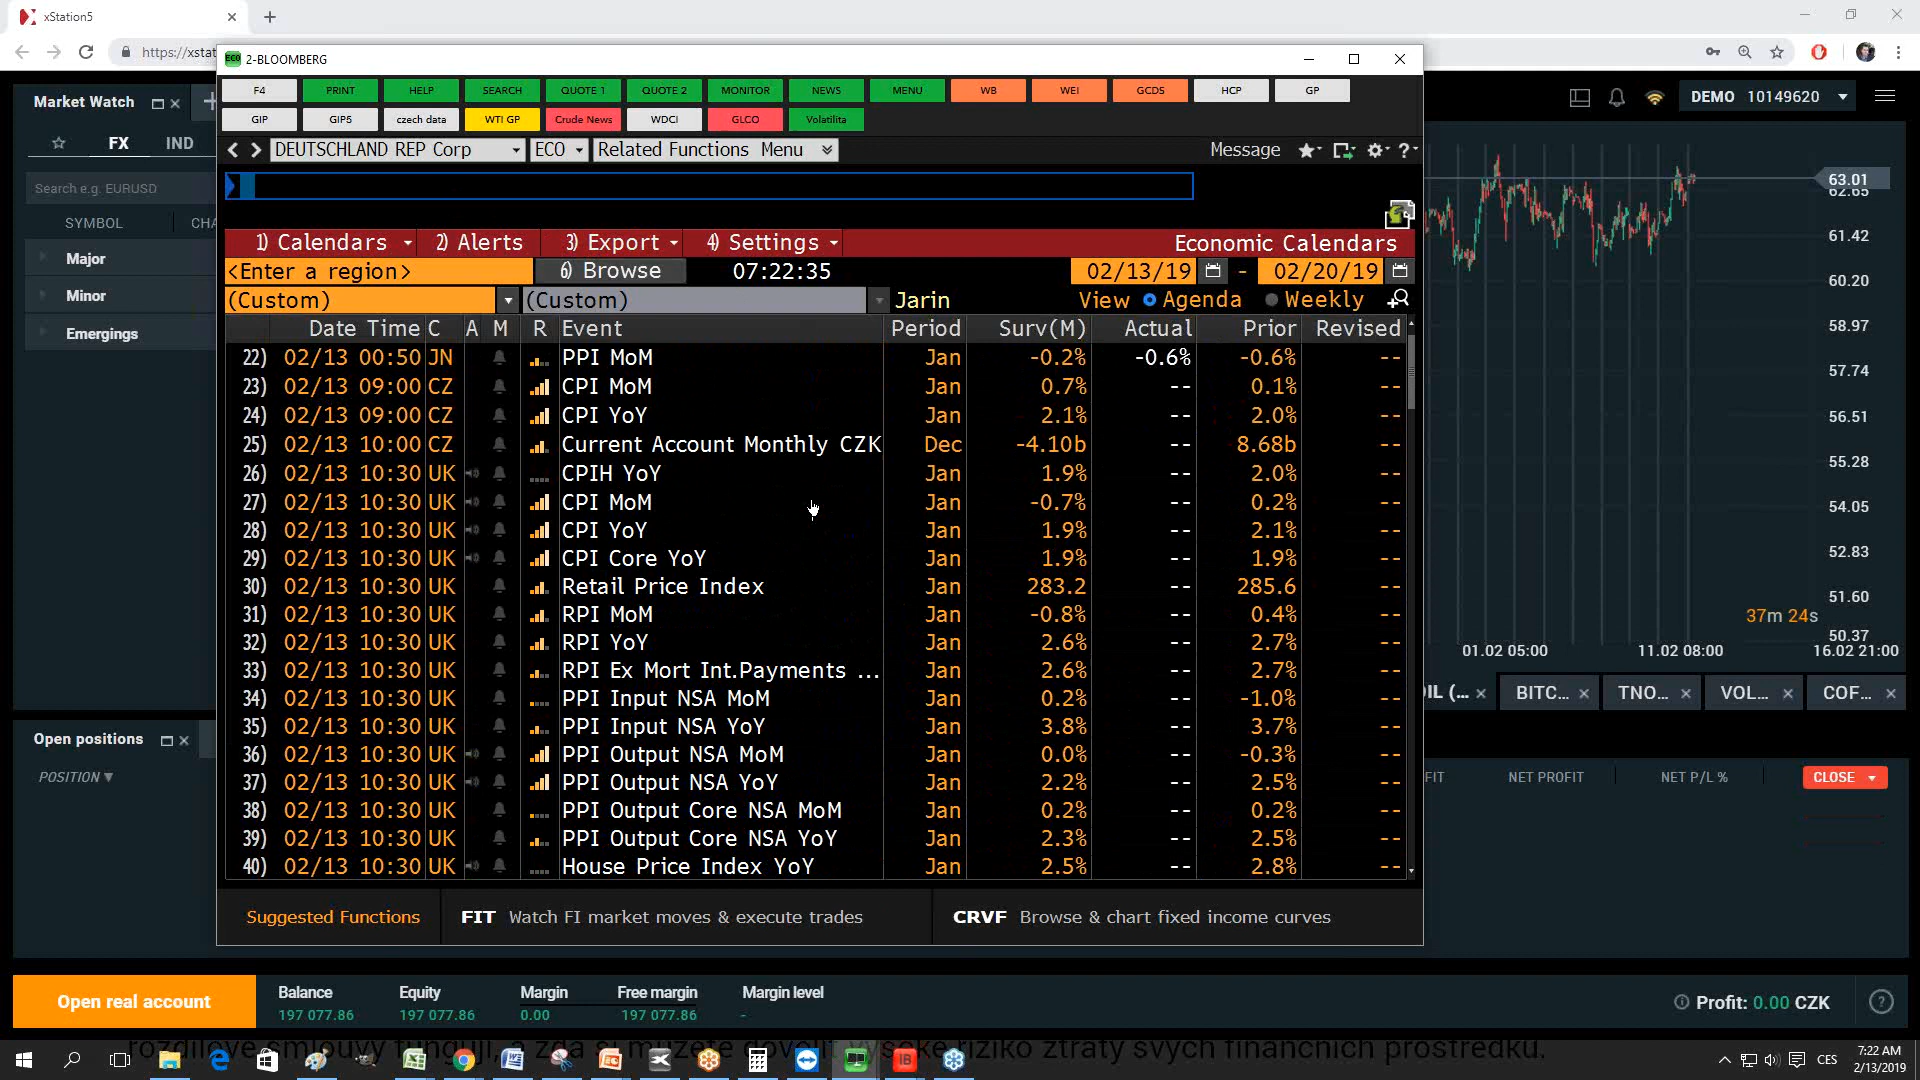 xStation5
https://xstat
2-BLOOMBERG
F4 PRINT HELP SEARCH QUOTE 1 QUOTE 2 MONITOR NEWS MENU WB WEI GCDS HCP GP
GIP GIP5 czech data WTI GP Crude News WDCI GLCO Volatilita
DEUTSCHLAND REP Corp ECO Related Functions Menu Message
Market Watch
DEMO 10149620
FX IND
Search e.g. EURUSD
SYMBOL CHA
Major
Minor
Emergings
1) Calendars 2) Alerts 3) Export 4) Settings Economic Calendars
<Enter a region> 6) Browse 07:22:35 02/13/19 - 02/20/19
(Custom) (Custom) Jarin View Agenda Weekly
Date Time C A M R Event Period Surv(M) Actual Prior Revised
22) 02/13 00:50 JN PPI MoM Jan -0.2% -0.6% -0.6% --
23) 02/13 09:00 CZ CPI MoM Jan 0.7% -- 0.1% --
24) 02/13 09:00 CZ CPI YoY Jan 2.1% -- 2.0% --
25) 02/13 10:00 CZ Current Account Monthly CZK Dec -4.10b -- 8.68b --
26) 02/13 10:30 UK CPIH YoY Jan 1.9% -- 2.0% --
27) 02/13 10:30 UK CPI MoM Jan -0.7% -- 0.2% --
28) 02/13 10:30 UK CPI YoY Jan 1.9% -- 2.1% --
29) 02/13 10:30 UK CPI Core YoY Jan 1.9% -- 1.9% --
30) 02/13 10:30 UK Retail Price Index Jan 283.2 -- 285.6 --
31) 02/13 10:30 UK RPI MoM Jan -0.8% -- 0.4% --
32) 02/13 10:30 UK RPI YoY Jan 2.6% -- 2.7% --
33) 02/13 10:30 UK RPI Ex Mort Int.Payments ... Jan 2.6% -- 2.7% --
34) 02/13 10:30 UK PPI Input NSA MoM Jan 0.2% -- -1.0% --
35) 02/13 10:30 UK PPI Input NSA YoY Jan 3.8% -- 3.7% --
36) 02/13 10:30 UK PPI Output NSA MoM Jan 0.0% -- -0.3% --
37) 02/13 10:30 UK PPI Output NSA YoY Jan 2.2% -- 2.5% --
38) 02/13 10:30 UK PPI Output Core NSA MoM Jan 0.2% -- 0.2% --
39) 02/13 10:30 UK PPI Output Core NSA YoY Jan 2.3% -- 2.5% --
40) 02/13 10:30 UK House Price Index YoY Jan 2.5% -- 2.8% --
Suggested Functions FIT Watch FI market moves & execute trades CRVF Browse & chart fixed income curves
63.01
62.65
61.42
60.20
58.97
57.74
56.51
55.28
54.05
52.83
51.60
37m 24s
50.37
01.02 05:00 11.02 08:00 16.02 21:00
OIL (... BITC... TNO... VOL... COF...
Open positions
POSITION
FIT NET PROFIT NET P/L % CLOSE
Open real account
Balance Equity Margin Free margin Margin level
197 077.86 197 077.86 0.00 197 077.86 -
Profit: 0.00 CZK
rozdílové smlouvy fungují, vysoké riziko ztráty svých finančních prostředků.
CES
7:22 AM
2/13/2019